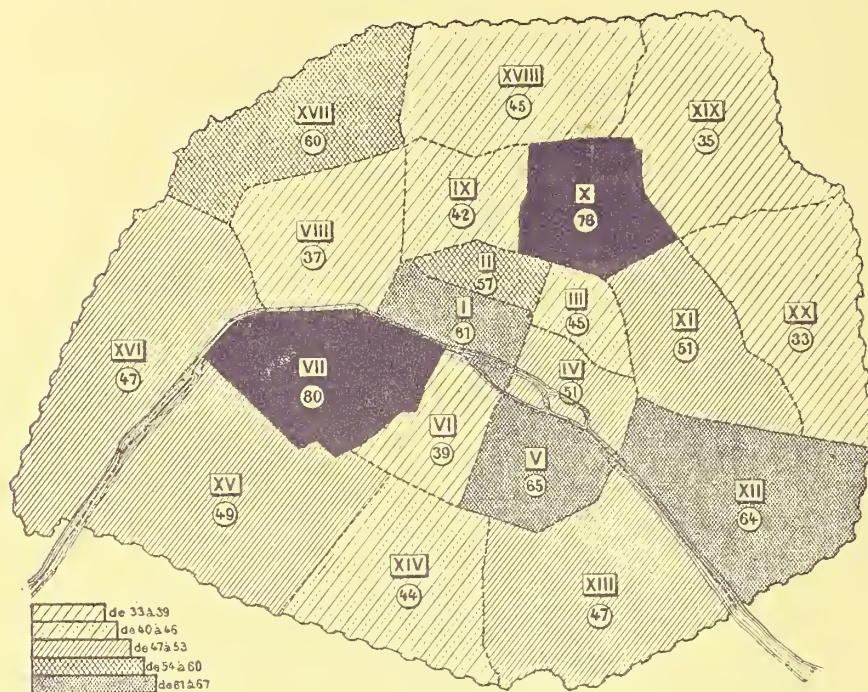 XVIII
45
XVII
60
XIX
35
IX
42
X
76
VIII
37
II
57
III
45
I
61
XX
33
XI
51
XVI
47
VII
80
IV
51
VI
39
V
65
XV
49
XII
64
XIV
44
XIII
47
de 33 à 39
de 40 à 46
de 47 à 53
de 54 à 60
de 61 à 67